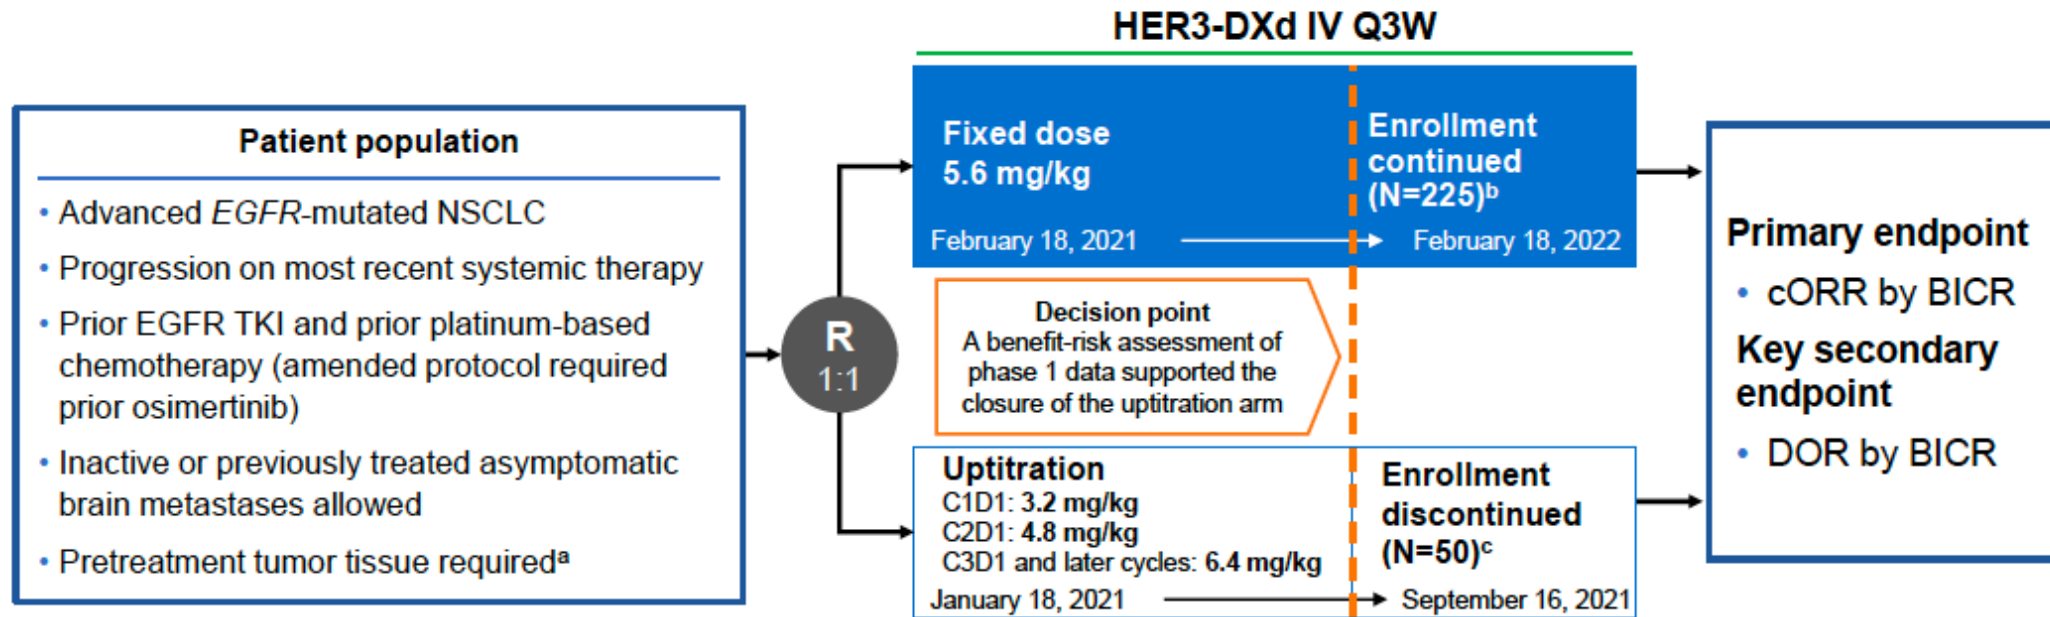 HER3-DXd IV Q3W
Patient population
• Advanced EGFR-mutated NSCLC
• Progression on most recent systemic therapy
• Prior EGFR TKI and prior platinum-based
chemotherapy (amended protocol required
prior osimertinib)
• Inactive or previously treated asymptomatic
brain metastases allowed
• Pretreatment tumor tissue requiredᵃ
R
1:1
Fixed dose
5.6 mg/kg
Enrollment
continued
(N=225)ᵇ
February 18, 2021
February 18, 2022
Decision point
A benefit-risk assessment of
phase 1 data supported the
closure of the uptitration arm
Uptitration
C1D1: 3.2 mg/kg
C2D1: 4.8 mg/kg
C3D1 and later cycles: 6.4 mg/kg
Enrollment
discontinued
(N=50)ᶜ
January 18, 2021
September 16, 2021
Primary endpoint
• cORR by BICR
Key secondary
endpoint
• DOR by BICR